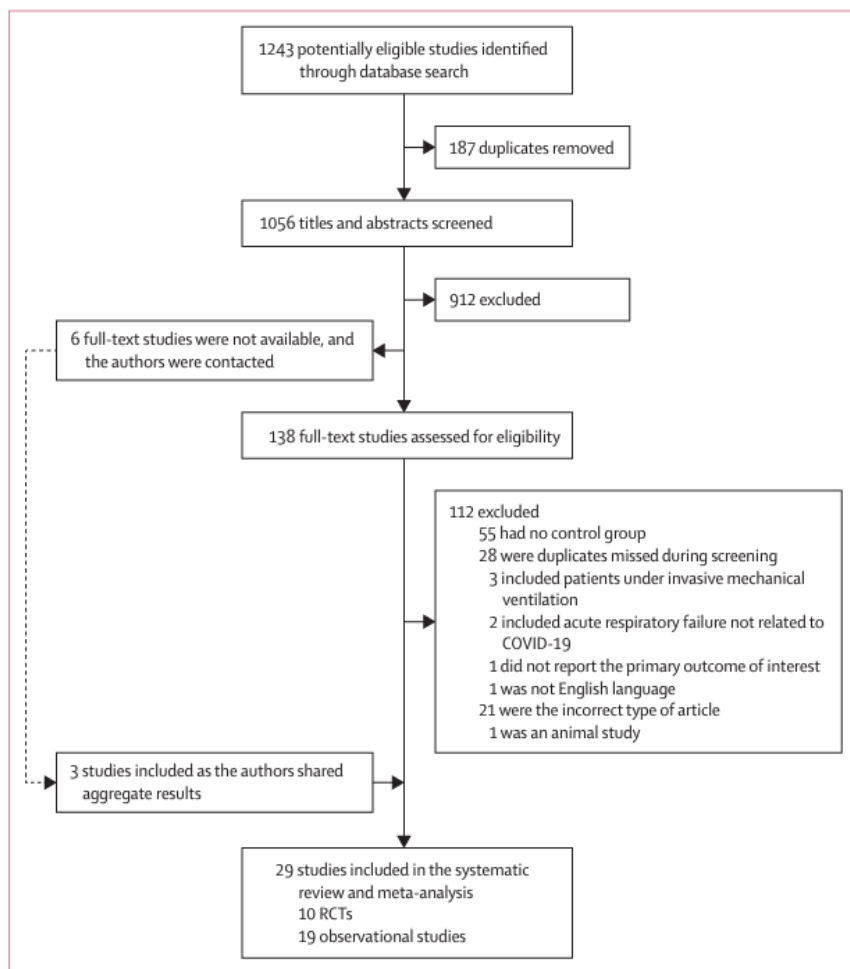 1243 potentially eligible studies identified
through database search
187 duplicates removed
1056 titles and abstracts screened
912 excluded
6 full-text studies were not available, and
the authors were contacted
138 full-text studies assessed for eligibility
112 excluded
55 had no control group
28 were duplicates missed during screening
3 included patients under invasive mechanical
ventilation
2 included acute respiratory failure not related to
COVID-19
1 did not report the primary outcome of interest
1 was not English language
21 were the incorrect type of article
1 was an animal study
3 studies included as the authors shared
aggregate results
29 studies included in the systematic
review and meta-analysis
10 RCTs
19 observational studies